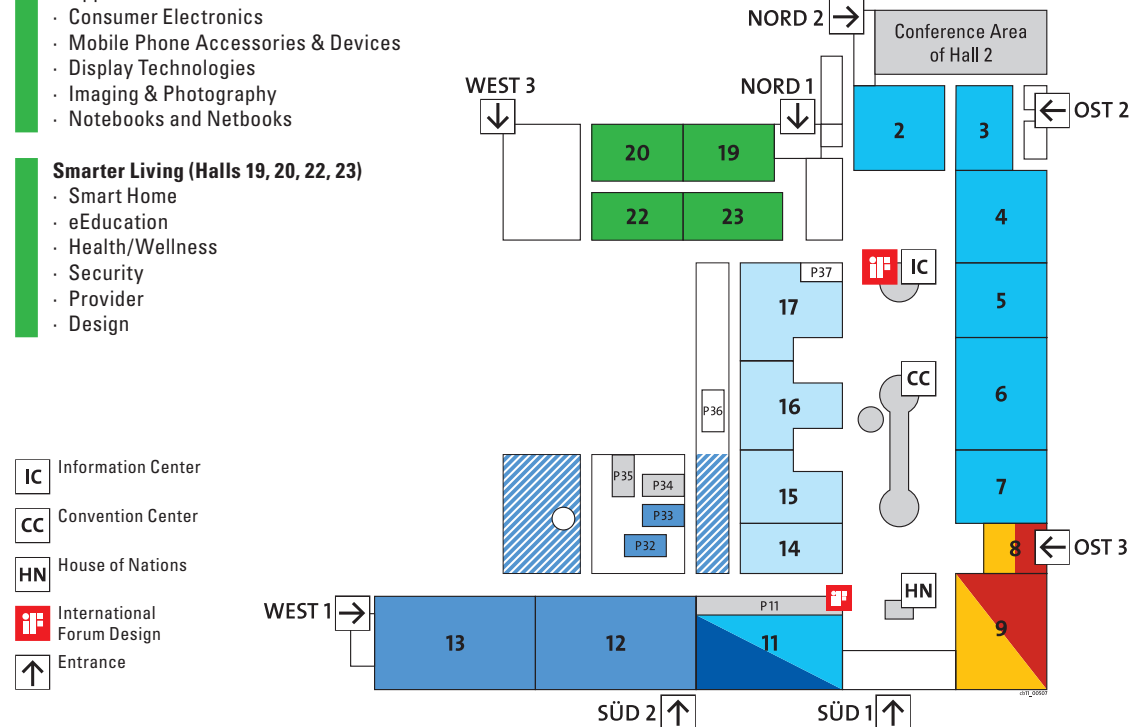 · Consumer Electronics
· Mobile Phone Accessories & Devices
· Display Technologies
· Imaging & Photography
· Notebooks and Netbooks
Smarter Living (Halls 19, 20, 22, 23)
· Smart Home
· eEducation
· Health/Wellness
· Security
· Provider
· Design
IC Information Center
CC Convention Center
HN House of Nations
iF International
Forum Design
Entrance
NORD 2
Conference Area
of Hall 2
WEST 3
NORD 1
OST 2
2
3
20
19
22
23
4
iF
IC
P37
17
5
CC
P36
16
6
P35
P34
P33
P32
15
7
14
8
OST 3
HN
WEST 1
P11
iF
13
12
11
9
cb11_00507
SÜD 2
SÜD 1